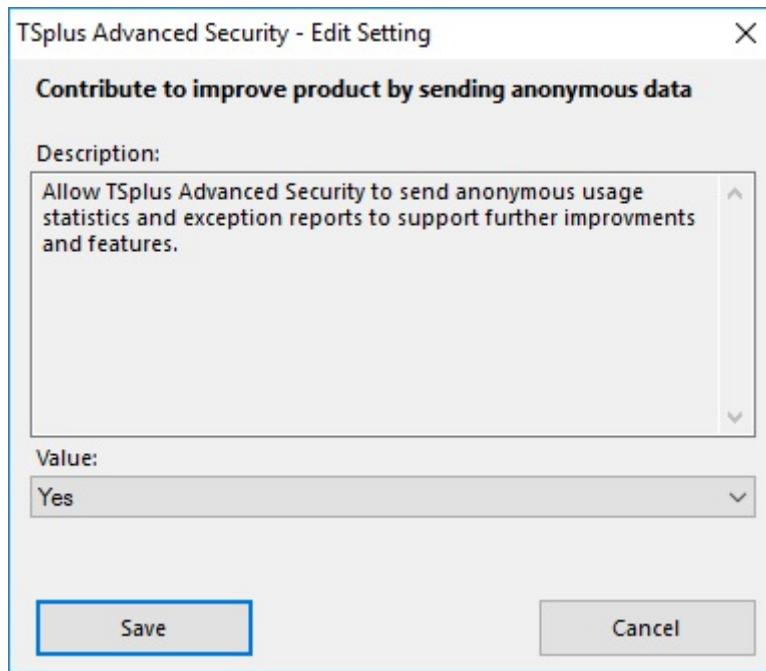 TSplus Advanced Security - Edit Setting
Contribute to improve product by sending anonymous data
Description:
Allow TSplus Advanced Security to send anonymous usage
statistics and exception reports to support further improvments
and features.
Value:
Yes
Save
Cancel